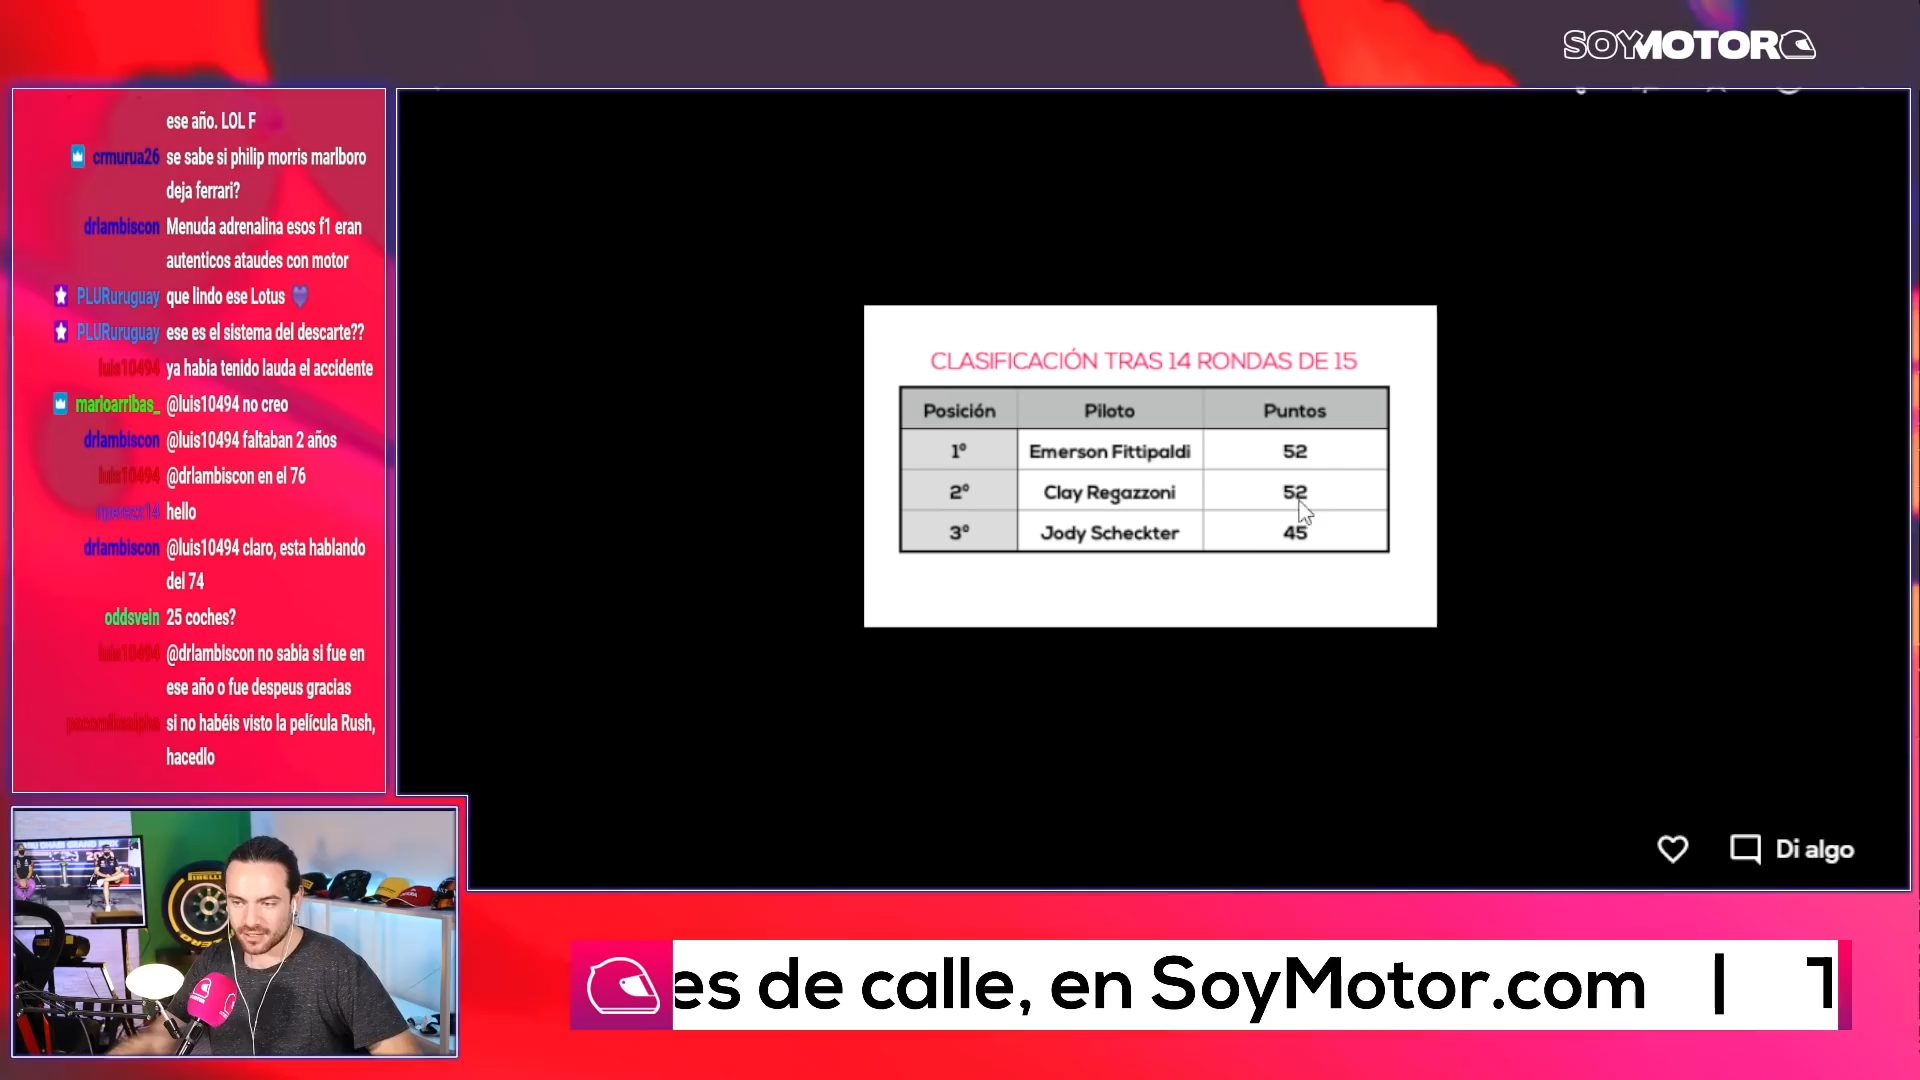 SOYMOTOR
ese año. LOL F
crmurua26 se sabe si philip morris marlboro
deja ferrari?
drlambiscon Menuda adrenalina esos f1 eran
autenticos ataudes con motor
PLURuruguay que lindo ese Lotus
PLURuruguay ese es el sistema del descarte??
luis10494 ya habia tenido lauda el accidente
marioarribas_ @luis10494 no creo
drlambiscon @luis10494 faltaban 2 años
luis10494 @drlambiscon en el 76
hello
drlambiscon @luis10494 claro, esta hablando
del 74
oddsvein 25 coches?
luis10494 @drlambiscon no sabia si fue en
ese año o fue despeus gracias
si no habéis visto la película Rush,
hacedlo
CLASIFICACIÓN TRAS 14 RONDAS DE 15
Posición Piloto Puntos
1º Emerson Fittipaldi 52
2º Clay Regazzoni 52
3º Jody Scheckter 45
Di algo
PIRELLI
es de calle, en SoyMotor.com | T